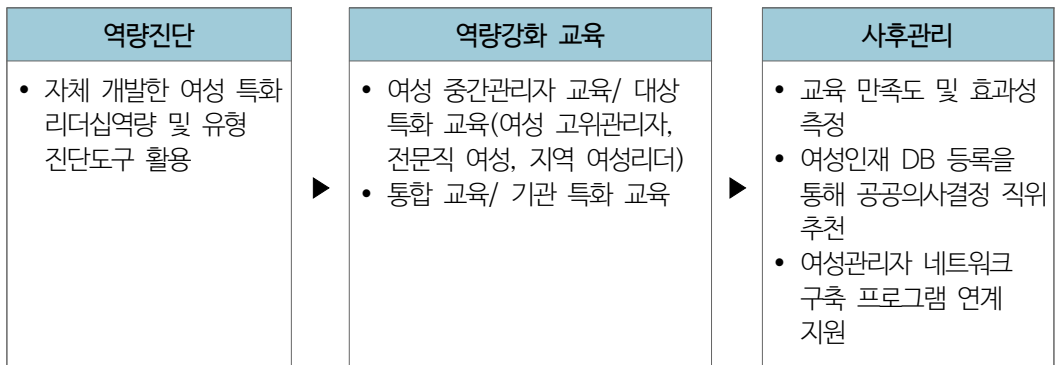 역량진단
• 자체 개발한 여성 특화
리더십역량 및 유형
진단도구 활용
▶
역량강화 교육
• 여성 중간관리자 교육/ 대상
특화 교육(여성 고위관리자,
전문직 여성, 지역 여성리더)
• 통합 교육/ 기관 특화 교육
▶
사후관리
• 교육 만족도 및 효과성
측정
• 여성인재 DB 등록을
통해 공공의사결정 직위
추천
• 여성관리자 네트워크
구축 프로그램 연계
지원